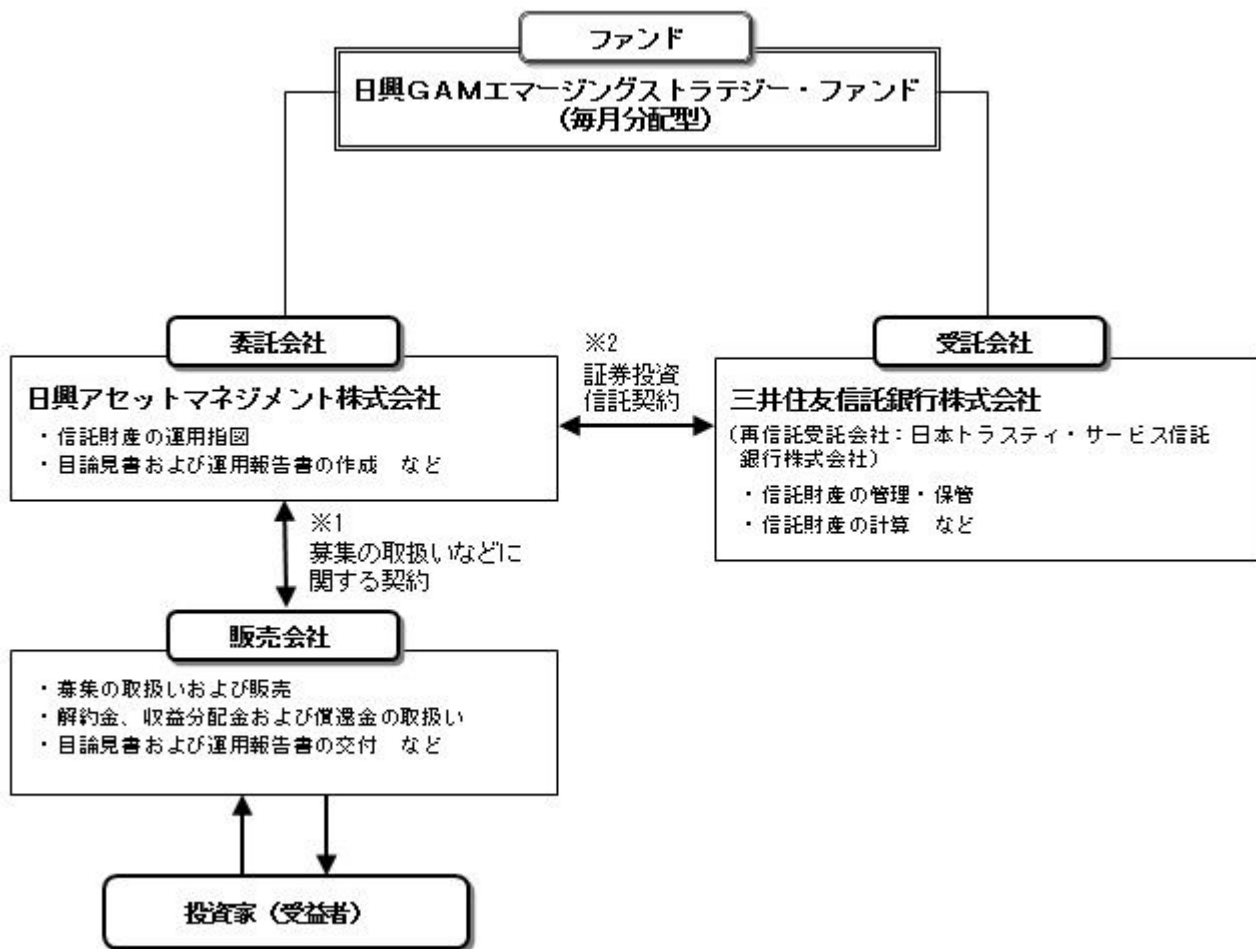 ファンド
日興GAMエマージングストラテジー・ファンド
(毎月分配型)
委託会社
日興アセットマネジメント株式会社
・信託財産の運用指図
・目論見書および運用報告書の作成　など
※2
証券投資
信託契約
受託会社
三井住友信託銀行株式会社
(再信託受託会社：日本トラスティ・サービス信託
銀行株式会社)
・信託財産の管理・保管
・信託財産の計算　など
※1
募集の取扱いなどに
関する契約
販売会社
・募集の取扱いおよび販売
・解約金、収益分配金および償還金の取扱い
・目論見書および運用報告書の交付　など
投資家（受益者）